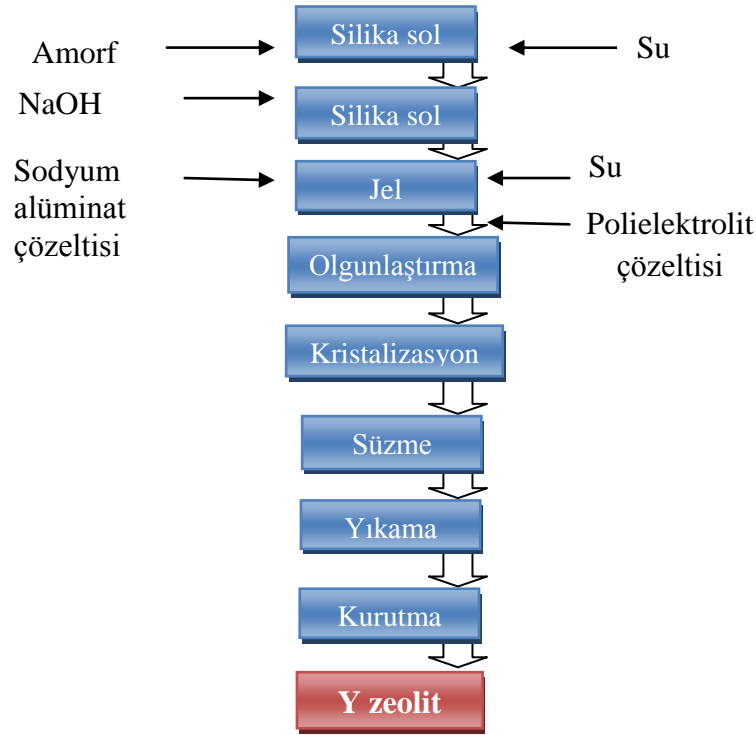 Amorf
Silika sol
Su
NaOH
Silika sol
Sodyum
alüminat
çözeltisi
Jel
Su
Polielektrolit
çözeltisi
Olgunlaştırma
Kristalizasyon
Süzme
Yıkama
Kurutma
Y zeolit